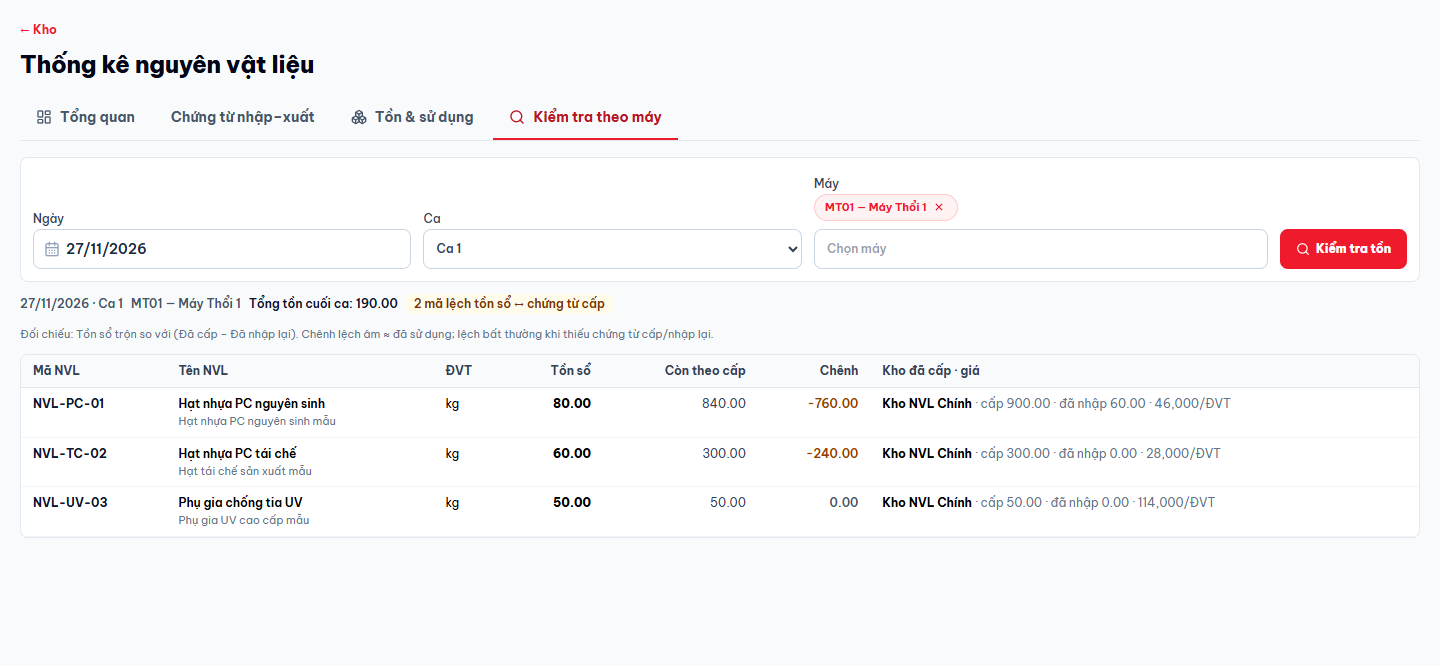 ← Kho
Thống kê nguyên vật liệu
Tổng quan
Chứng từ nhập-xuất
Tồn & sử dụng
Kiểm tra theo máy
Ngày
27/11/2026
Ca
Ca 1
Máy
MT01 — Máy Thổi 1 ×
Chọn máy
Kiểm tra tồn
27/11/2026 · Ca 1 MT01 — Máy Thổi 1 Tổng tồn cuối ca: 190.00 2 mã lệch tồn sổ ↔ chứng từ cấp
Đối chiếu: Tồn sổ trộn so với (Đã cấp − Đã nhập lại). Chênh lệch âm ≈ đã sử dụng; lệch bất thường khi thiếu chứng từ cấp/nhập lại.
Mã NVL Tên NVL ĐVT Tồn sổ Còn theo cấp Chênh Kho đã cấp · giá
NVL-PC-01 Hạt nhựa PC nguyên sinh kg 80.00 840.00 -760.00 Kho NVL Chính · cấp 900.00 · đã nhập 60.00 · 46,000/ĐVT
Hạt nhựa PC nguyên sinh mẫu
NVL-TC-02 Hạt nhựa PC tái chế kg 60.00 300.00 -240.00 Kho NVL Chính · cấp 300.00 · đã nhập 0.00 · 28,000/ĐVT
Hạt tái chế sản xuất mẫu
NVL-UV-03 Phụ gia chống tia UV kg 50.00 50.00 0.00 Kho NVL Chính · cấp 50.00 · đã nhập 0.00 · 114,000/ĐVT
Phụ gia UV cao cấp mẫu